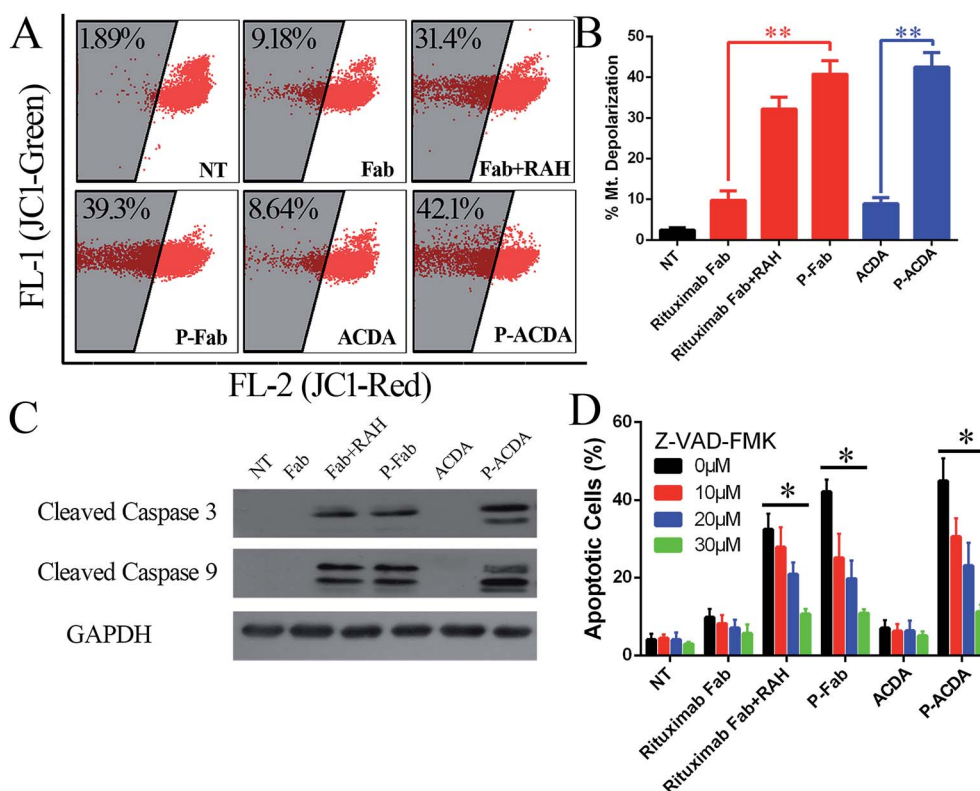 A
1.89%
NT
9.18%
Fab
31.4%
Fab+RAH
39.3%
P-Fab
8.64%
ACDA
42.1%
P-ACDA
FL-1 (JC1-Green)
FL-2 (JC1-Red)
B
% Mt. Depolarization
50
40
30
20
10
0
**
**
NT
Rituximab Fab
Rituximab Fab+RAH
P-Fab
ACDA
P-ACDA
C
NT
Fab
Fab+RAH
P-Fab
ACDA
P-ACDA
Cleaved Caspase 3
Cleaved Caspase 9
GAPDH
D
Apoptotic Cells (%)
60
40
20
0
Z-VAD-FMK
0μM
10μM
20μM
30μM
*
*
*
NT
Rituximab Fab
Rituximab Fab+RAH
P-Fab
ACDA
P-ACDA